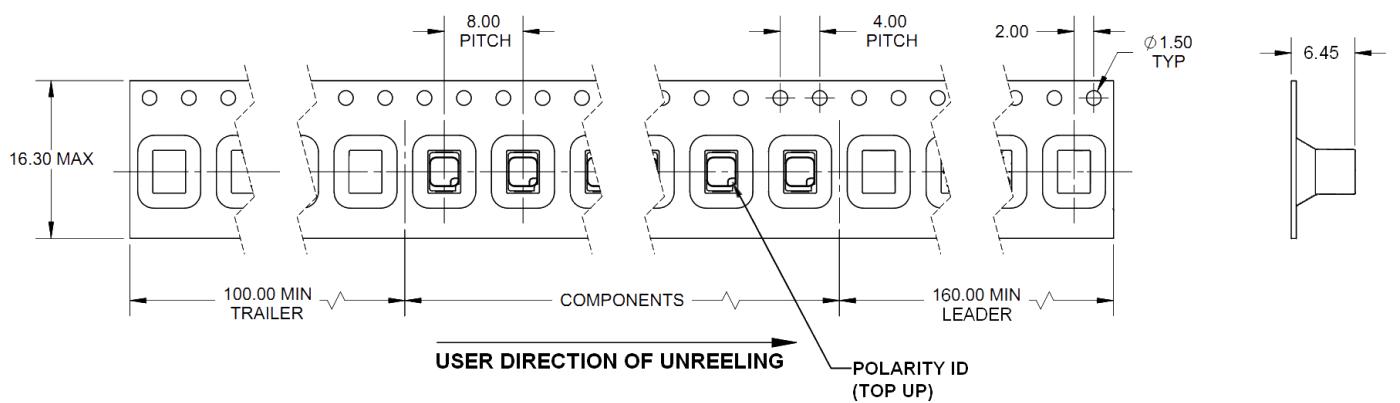 8.00
PITCH
4.00
PITCH
2.00
∅1.50
TYP
6.45
16.30 MAX
100.00 MIN
TRAILER
COMPONENTS
160.00 MIN
LEADER
USER DIRECTION OF UNREELING
POLARITY ID
(TOP UP)